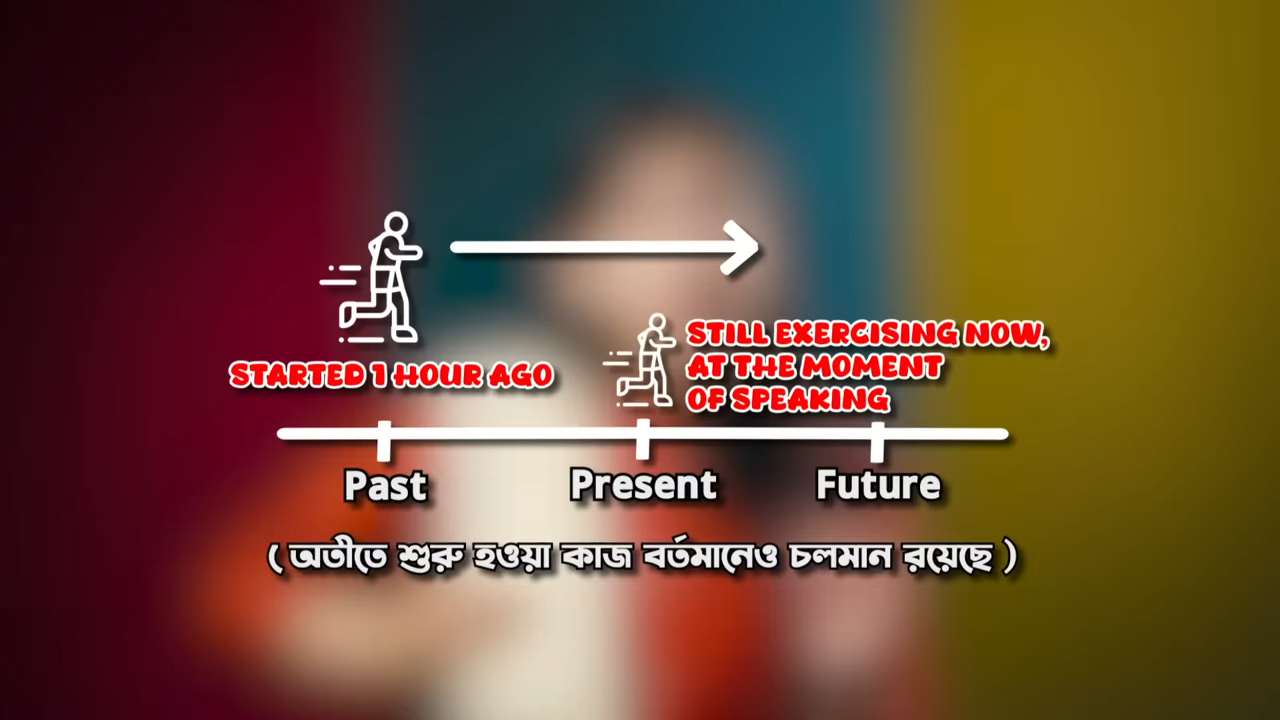 STARTED 1 HOUR AGO
STILL EXERCISING NOW,
AT THE MOMENT
OF SPEAKING
Past Present Future
( অতীতে শুরু হওয়া কাজ বর্তমানেও চলমান রয়েছে )